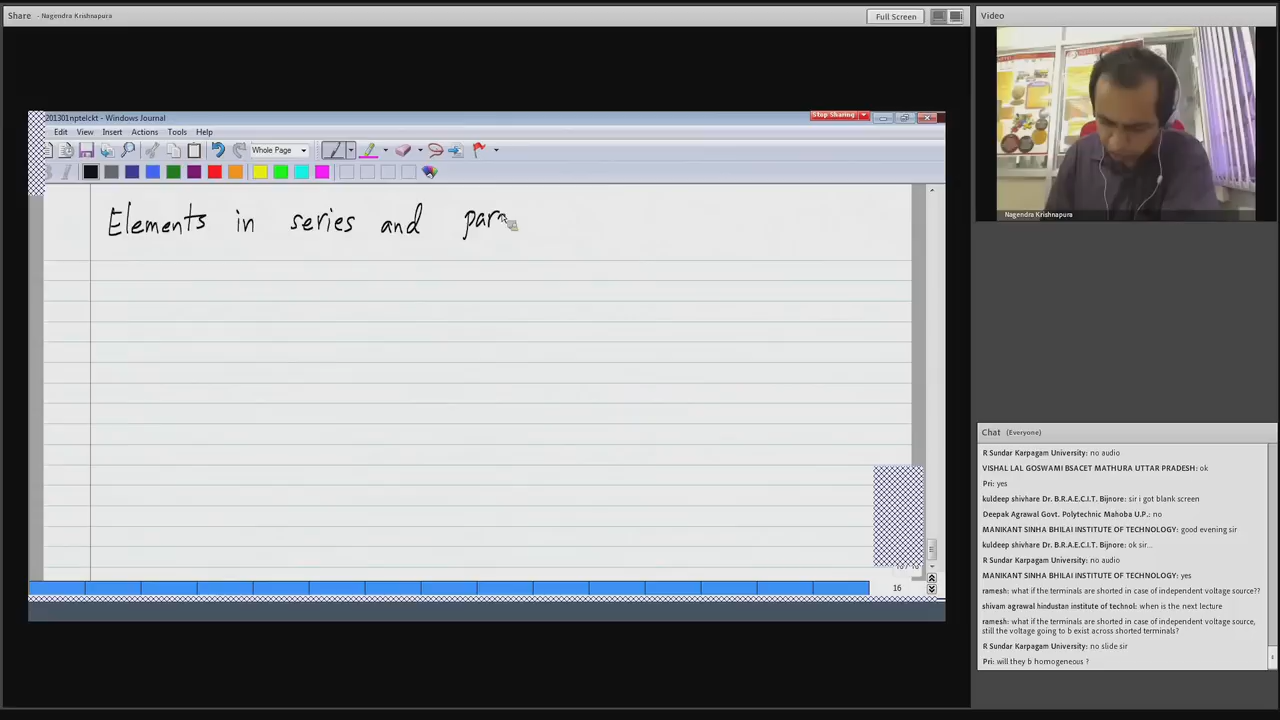 Share - Nagendra Krishnapura
Full Screen
Video
201301nptelckt - Windows Journal
Stop Sharing
Edit View Insert Actions Tools Help
Whole Page
Elements in series and par
16
Nagendra Krishnapura
Chat (Everyone)
R Sundar Karpagam University: no audio
VISHAL LAL GOSWAMI BSACET MATHURA UTTAR PRADESH: ok
Pri: yes
kuldeep shivhare Dr. B.R.A.E.C.I.T. Bijnore: sir i got blank screen
Deepak Agrawal Govt. Polytechnic Mahoba U.P.: no
MANIKANT SINHA BHILAI INSTITUTE OF TECHNOLOGY: good evening sir
kuldeep shivhare Dr. B.R.A.E.C.I.T. Bijnore: ok sir...
R Sundar Karpagam University: no audio
MANIKANT SINHA BHILAI INSTITUTE OF TECHNOLOGY: yes
ramesh: what if the terminals are shorted in case of independent voltage source??
shivam agrawal hindustan institute of technol: when is the next lecture
ramesh: what if the terminals are shorted in case of independent voltage source,
still the voltage going to b exist across shorted terminals?
R Sundar Karpagam University: no slide sir
Pri: will they b homogeneous ?